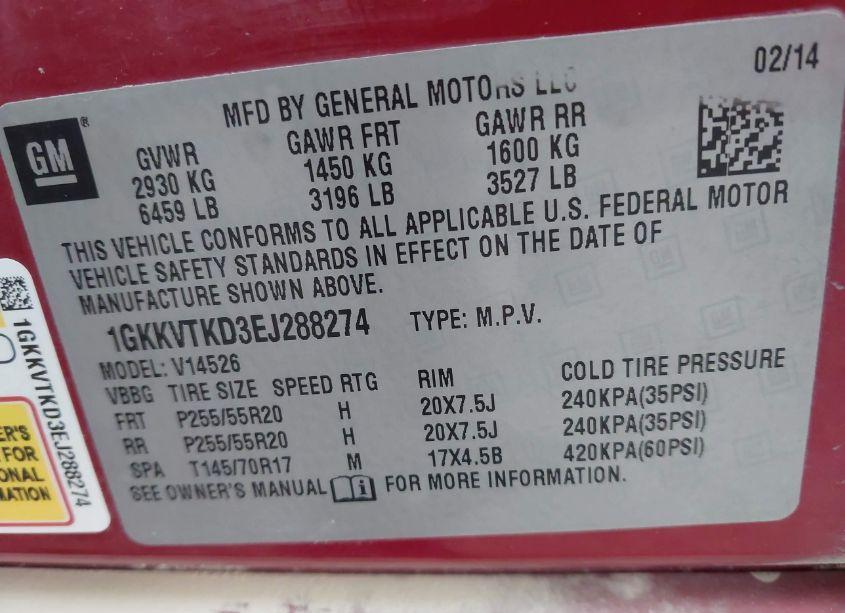 02/14
MFD BY GENERAL MOTORS LLC
GM®
GVWR GAWR FRT GAWR RR
2930 KG 1450 KG 1600 KG
6459 LB 3196 LB 3527 LB
THIS VEHICLE CONFORMS TO ALL APPLICABLE U.S. FEDERAL MOTOR
VEHICLE SAFETY STANDARDS IN EFFECT ON THE DATE OF
MANUFACTURE SHOWN ABOVE.
1GKKVTKD3EJ288274 TYPE: M.P.V.
MODEL: V14526
VBBG TIRE SIZE SPEED RTG RIM COLD TIRE PRESSURE
FRT P255/55R20 H 20X7.5J 240KPA(35PSI)
RR P255/55R20 H 20X7.5J 240KPA(35PSI)
SPA T145/70R17 M 17X4.5B 420KPA(60PSI)
SEE OWNER'S MANUAL i FOR MORE INFORMATION.
1GKKVTKD3EJ288274
ER'S
FOR
ONAL
MATION